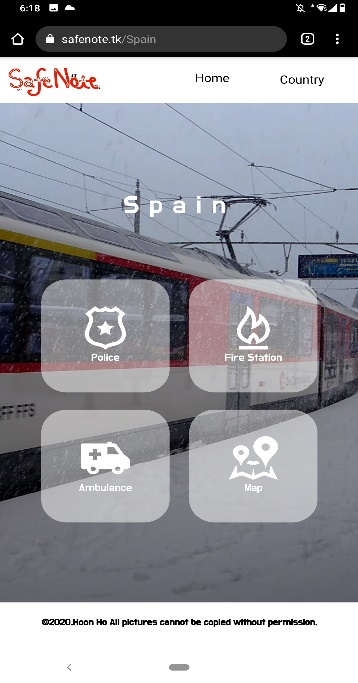 6:18
safenote.tk/Spain
2
SafeNote
Home
Country
Spain
Police
Fire Station
Ambulance
Map
©2020.Hoon Ho All pictures cannot be copied without permission.